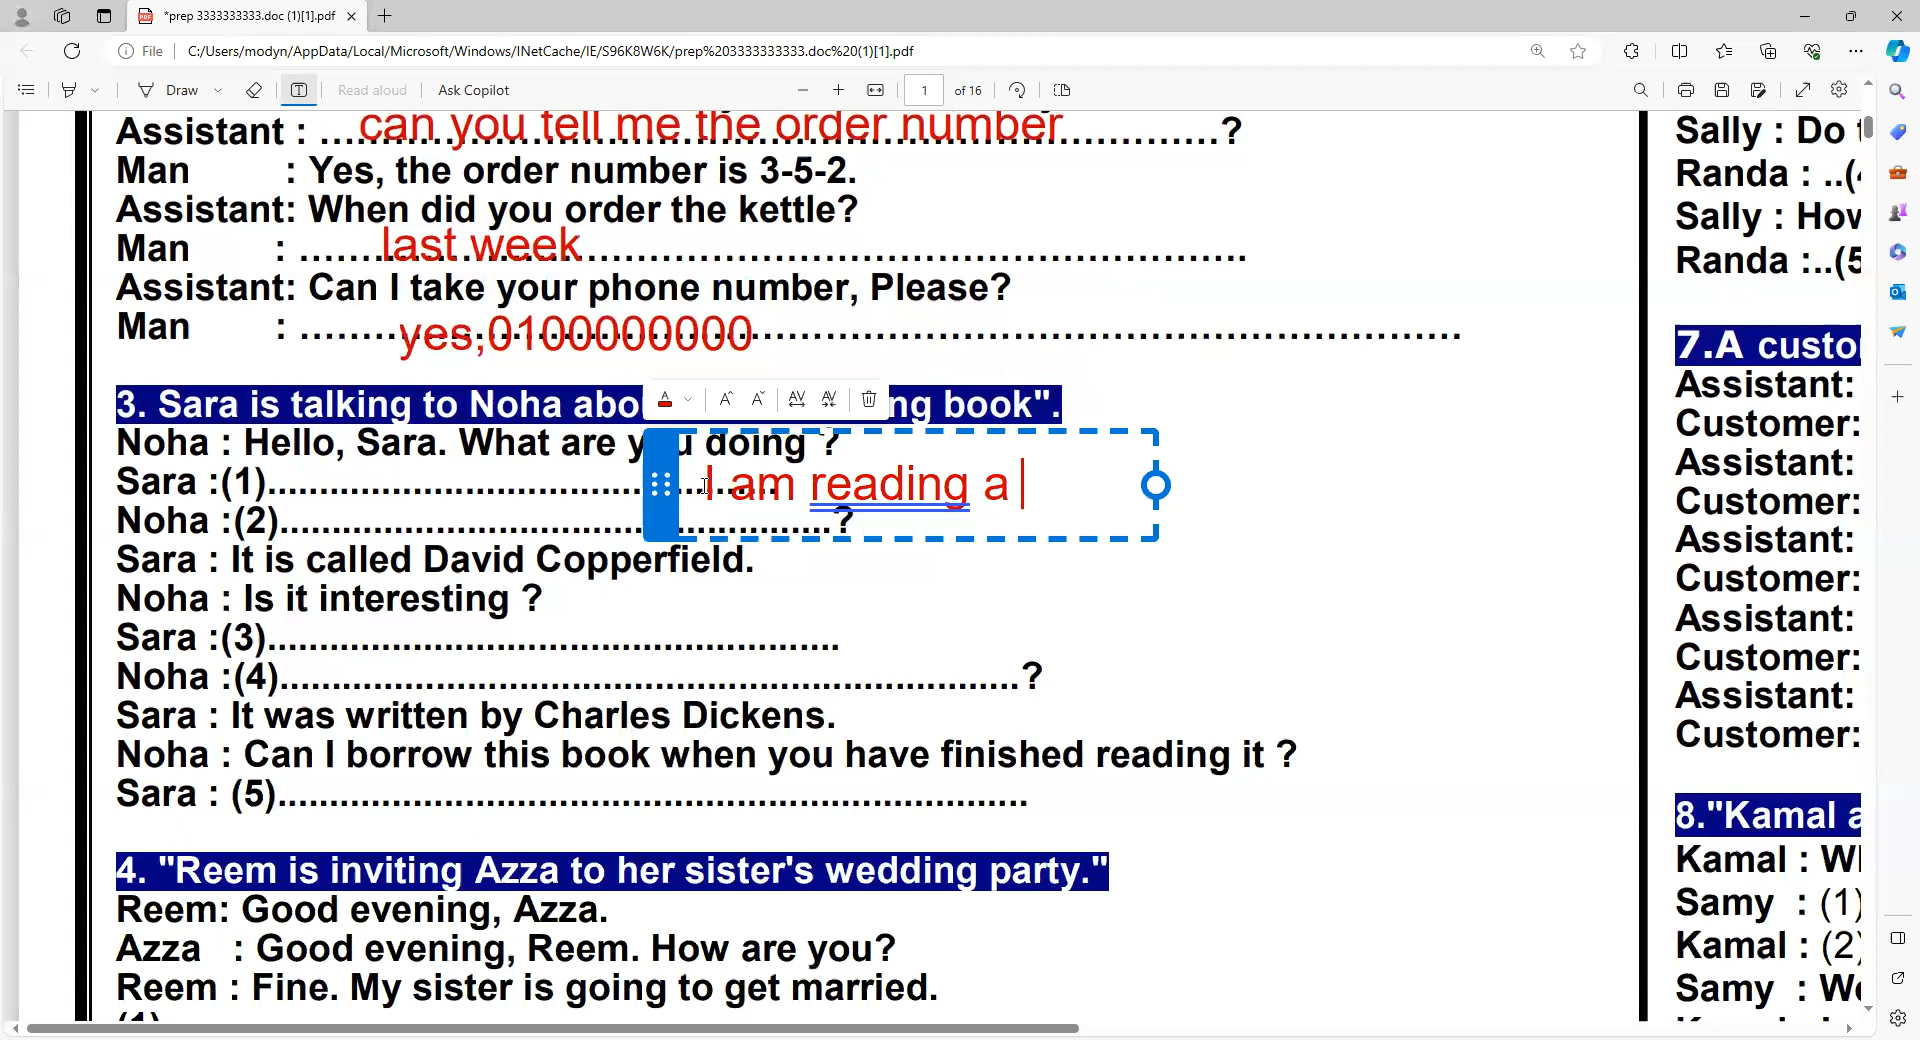 *prep 3333333333.doc (1)[1].pdf
File
C:/Users/modyn/AppData/Local/Microsoft/Windows/INetCache/IE/S96K8W6K/prep%203333333333.doc%20(1)[1].pdf
Draw
Read aloud
Ask Copilot
1 of 16
Assistant : ...can you tell me the order number...?
Man : Yes, the order number is 3-5-2.
Assistant: When did you order the kettle?
Man : ...last week...
Assistant: Can I take your phone number, Please?
Man : ...yes,0100000000...
3. Sara is talking to Noha ng book".
Noha : Hello, Sara. What are doing ?
Sara :(1)...I am reading a
Noha :(2)...?
Sara : It is called David Copperfield.
Noha : Is it interesting ?
Sara :(3)...
Noha :(4)...?
Sara : It was written by Charles Dickens.
Noha : Can I borrow this book when you have finished reading it ?
Sara : (5)...
4. "Reem is inviting Azza to her sister's wedding party."
Reem: Good evening, Azza.
Azza : Good evening, Reem. How are you?
Reem : Fine. My sister is going to get married.
Sally : Do
Randa : ..(
Sally : How
Randa :..(5
7.A custo
Assistant:
Customer:
Assistant:
Customer:
Assistant:
Customer:
Assistant:
Customer:
Assistant:
Customer:
8."Kamal a
Kamal :
Samy : (1)
Kamal : (2)
Samy :